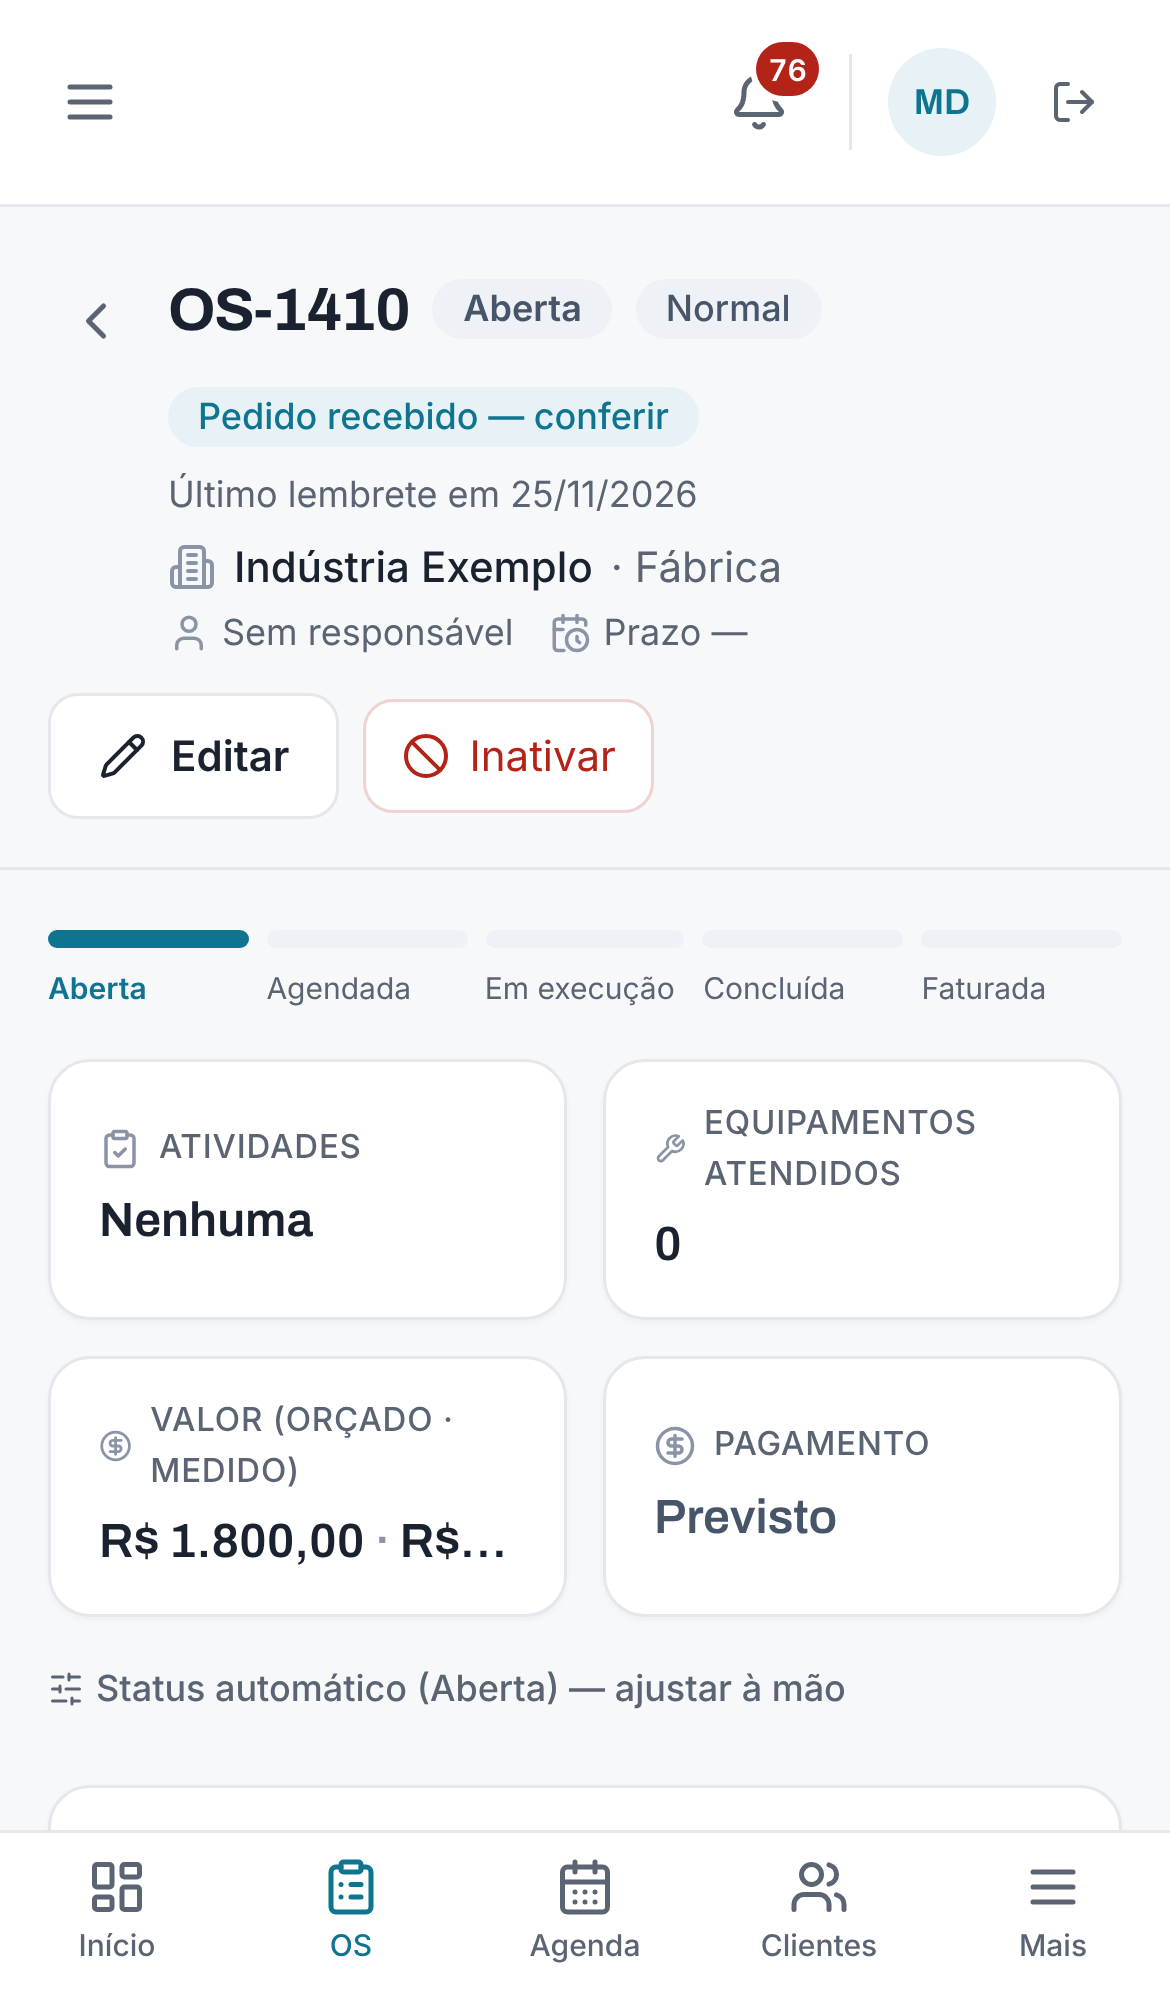 76
MD
OS-1410 Aberta Normal
Pedido recebido — conferir
Último lembrete em 25/11/2026
Indústria Exemplo · Fábrica
Sem responsável Prazo —
Editar Inativar
Aberta Agendada Em execução Concluída Faturada
ATIVIDADES
Nenhuma
EQUIPAMENTOS
ATENDIDOS
0
VALOR (ORÇADO ·
MEDIDO)
R$ 1.800,00 · R$...
PAGAMENTO
Previsto
Status automático (Aberta) — ajustar à mão
Início OS Agenda Clientes Mais